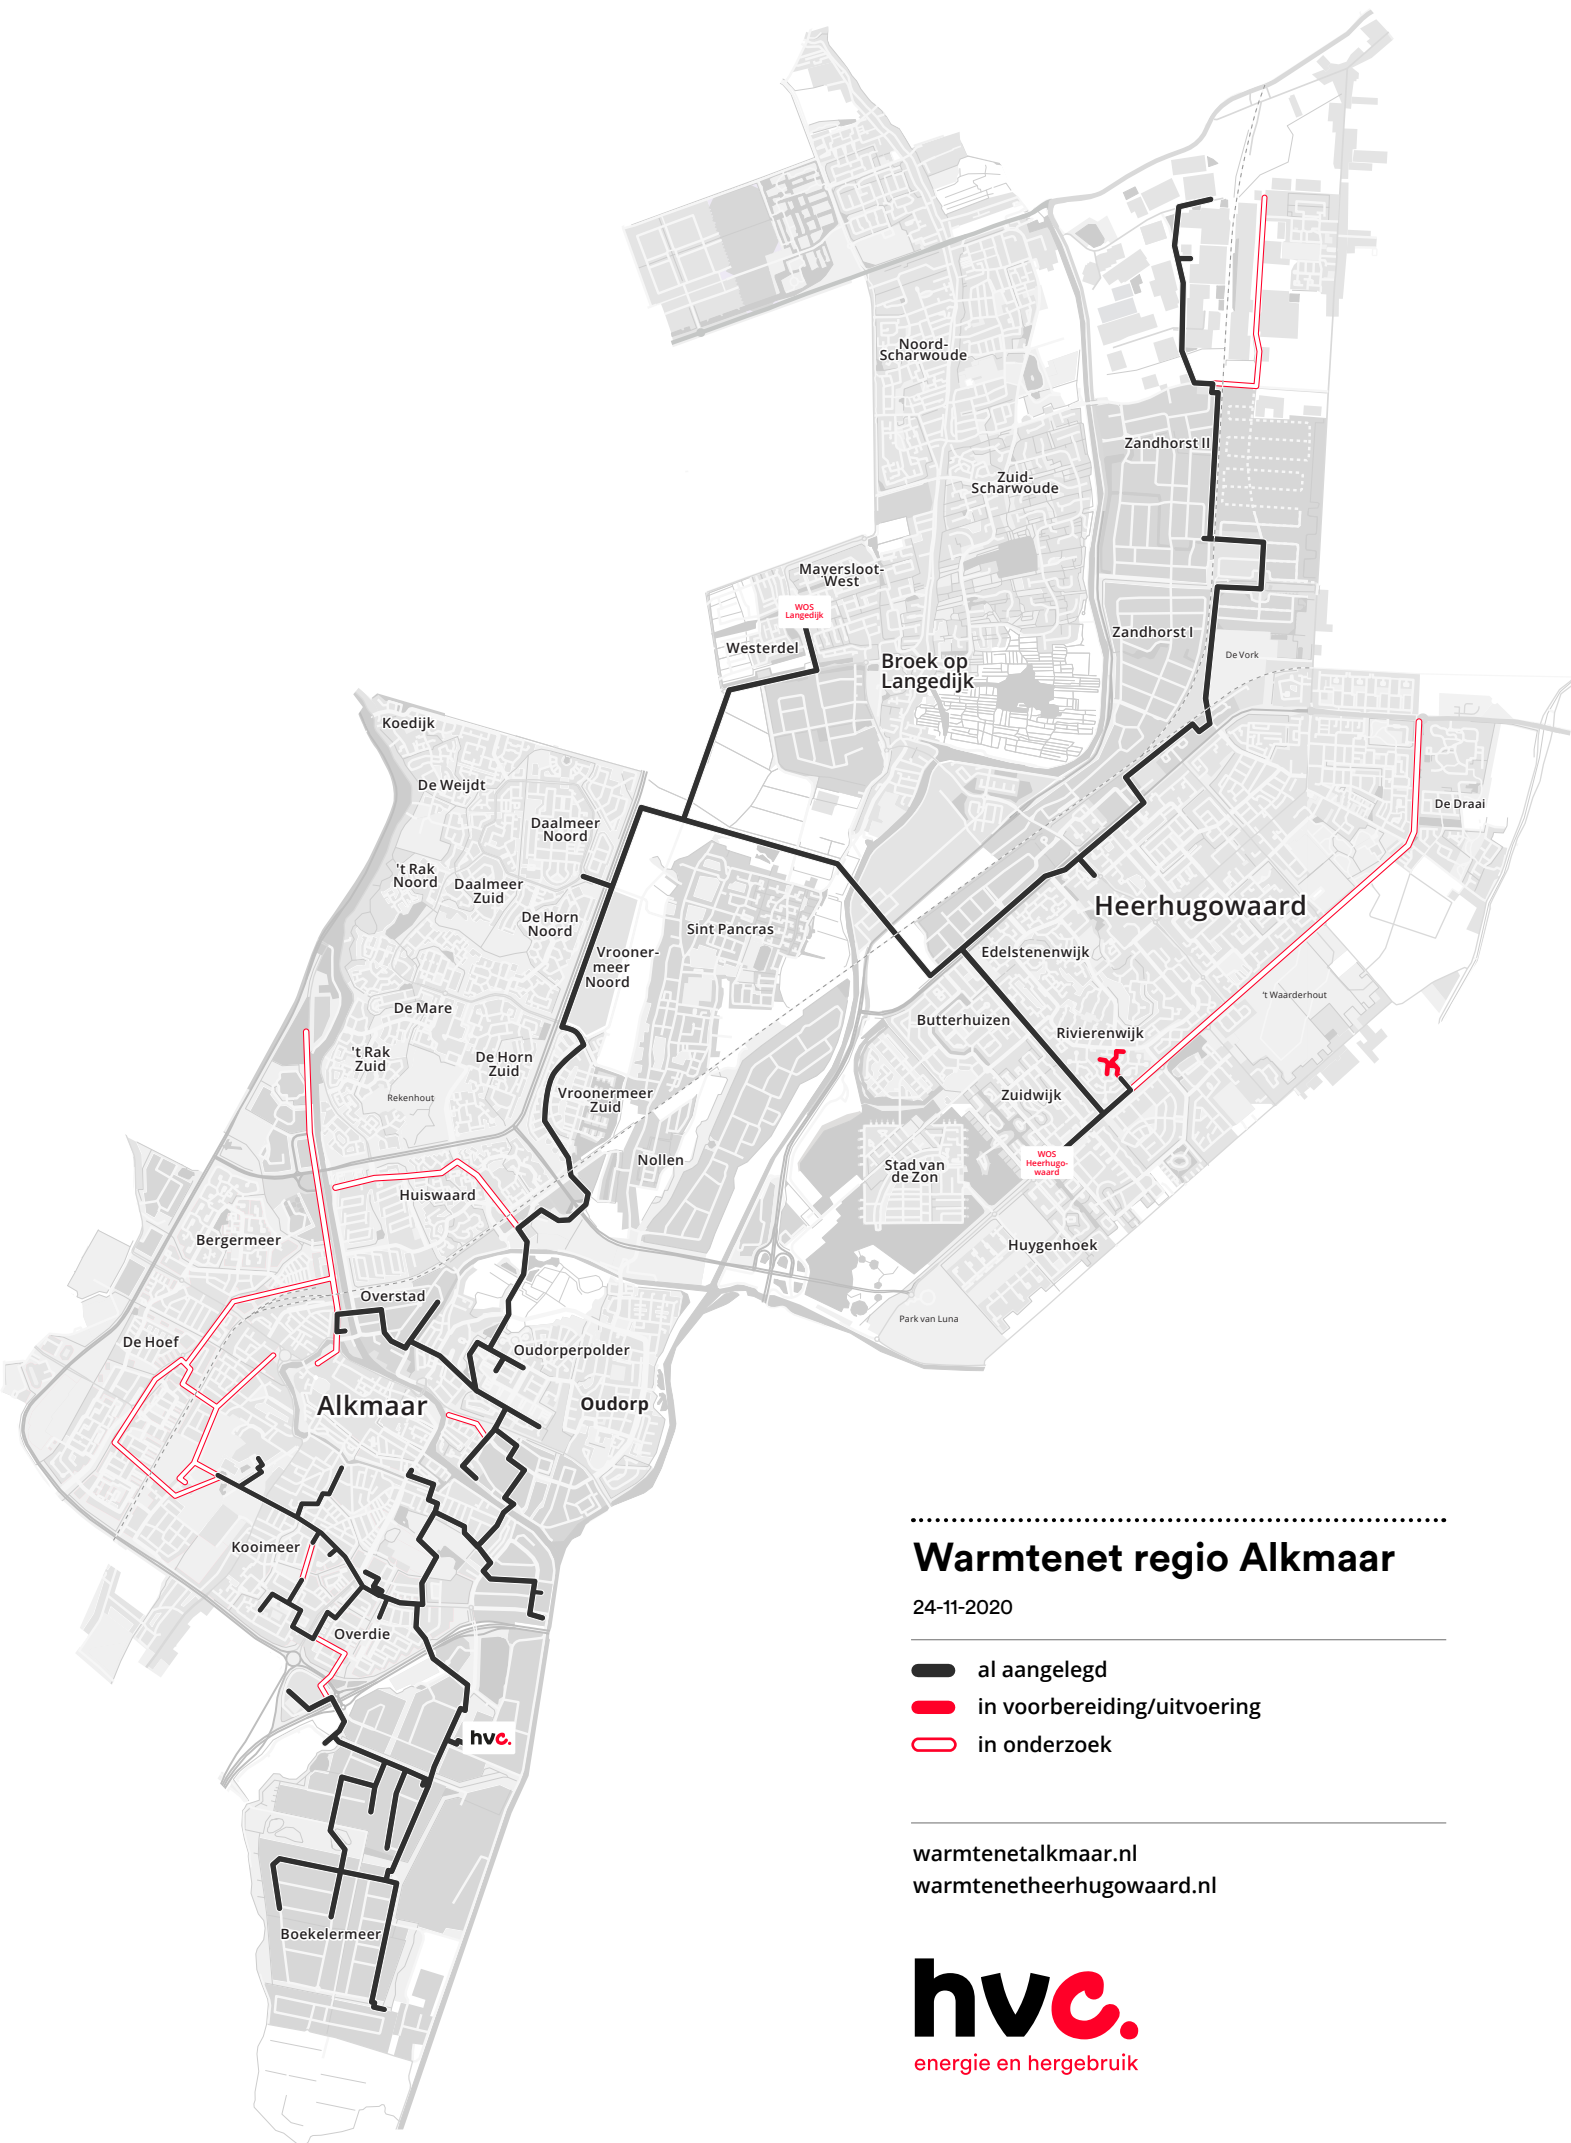 Noord-
Scharwoude
Zandhorst II
Zuid-
Scharwoude
Mayersloot-
West
WOS
Langedijk
Zandhorst I
Westerdel
De Vork
Broek op
Langedijk
Koedijk
De Weijdt
De Draai
Daalmeer
Noord
't Rak
Noord
Daalmeer
Zuid
Heerhugowaard
De Horn
Noord
Sint Pancras
Vrooner-
meer
Noord
Edelstenenwijk
't Waarderhout
De Mare
Butterhuizen
Rivierenwijk
't Rak
Zuid
De Horn
Zuid
Rekenhout
Vroonermeer
Zuid
Zuidwijk
Nollen
WOS
Heerhugo-
waard
Stad van
de Zon
Huiswaard
Bergermeer
Huygenhoek
Overstad
Park van Luna
De Hoef
Oudorperpolder
Alkmaar
Oudorp
Kooimeer
Overdie
hvc.
Boekelermeer
Warmtenet regio Alkmaar
24-11-2020
al aangelegd
in voorbereiding/uitvoering
in onderzoek
warmtenetalkmaar.nl
warmtenetheerhugowaard.nl
hvc.
energie en hergebruik